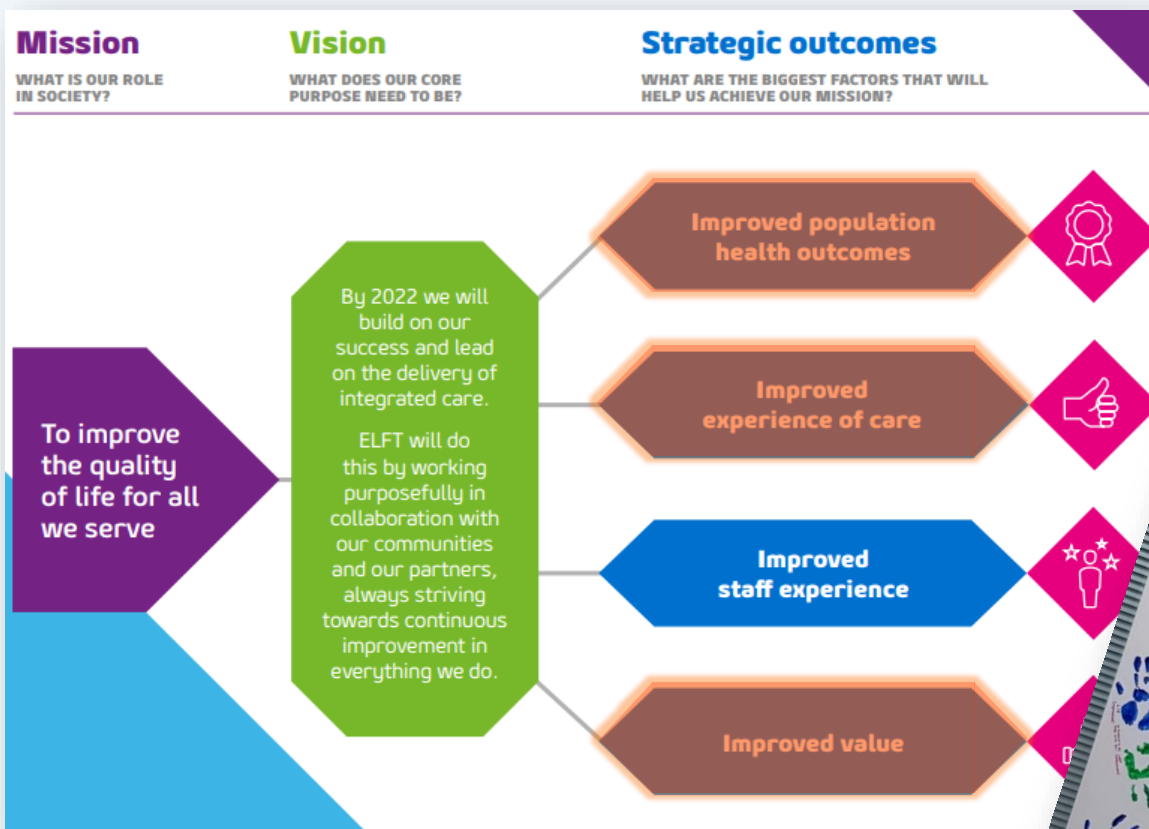 Mission
WHAT IS OUR ROLE
IN SOCIETY?
Vision
WHAT DOES OUR CORE
PURPOSE NEED TO BE?
Strategic outcomes
WHAT ARE THE BIGGEST FACTORS THAT WILL
HELP US ACHIEVE OUR MISSION?
To improve
the quality
of life for all
we serve
By 2022 we will
build on our
success and lead
on the delivery of
integrated care.
ELFT will do
this by working
purposefully in
collaboration with
our communities
and our partners,
always striving
towards continuous
improvement in
everything we do.
Improved population
health outcomes
Improved
experience of care
Improved
staff experience
Improved value